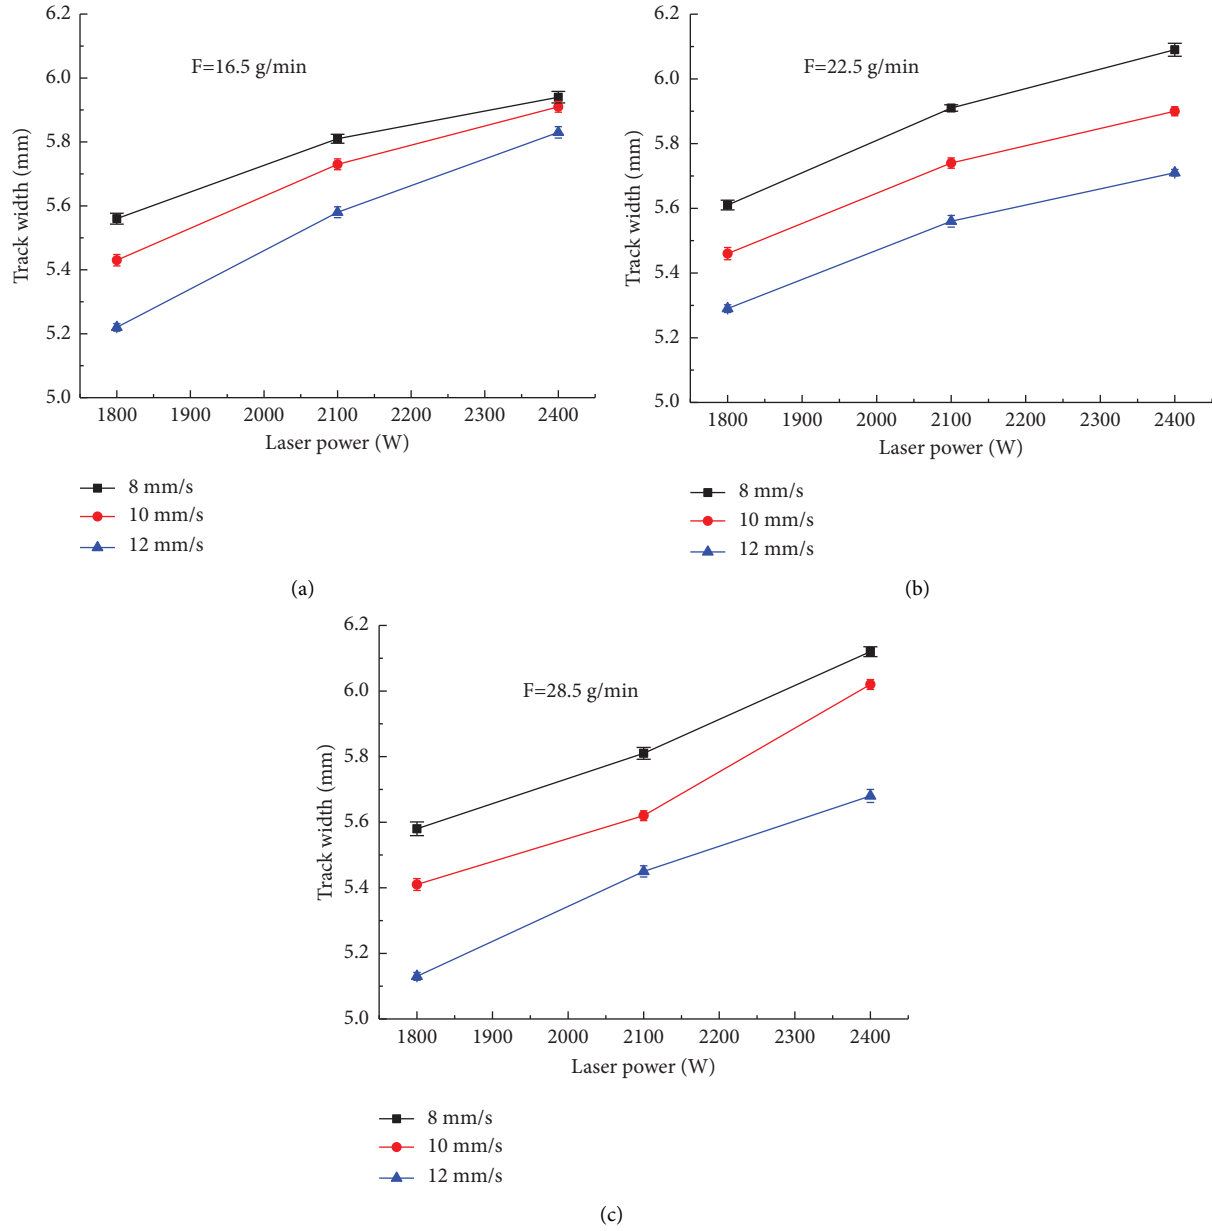 6.2
6.0
5.8
5.6
5.4
5.2
5.0
Track width (mm)
F=16.5 g/min
1800 1900 2000 2100 2200 2300 2400
Laser power (W)
8 mm/s
10 mm/s
12 mm/s
(a)
6.2
6.0
5.8
5.6
5.4
5.2
5.0
Track width (mm)
F=22.5 g/min
1800 1900 2000 2100 2200 2300 2400
Laser power (W)
8 mm/s
10 mm/s
12 mm/s
(b)
6.2
6.0
5.8
5.6
5.4
5.2
5.0
Track width (mm)
F=28.5 g/min
1800 1900 2000 2100 2200 2300 2400
Laser power (W)
8 mm/s
10 mm/s
12 mm/s
(c)